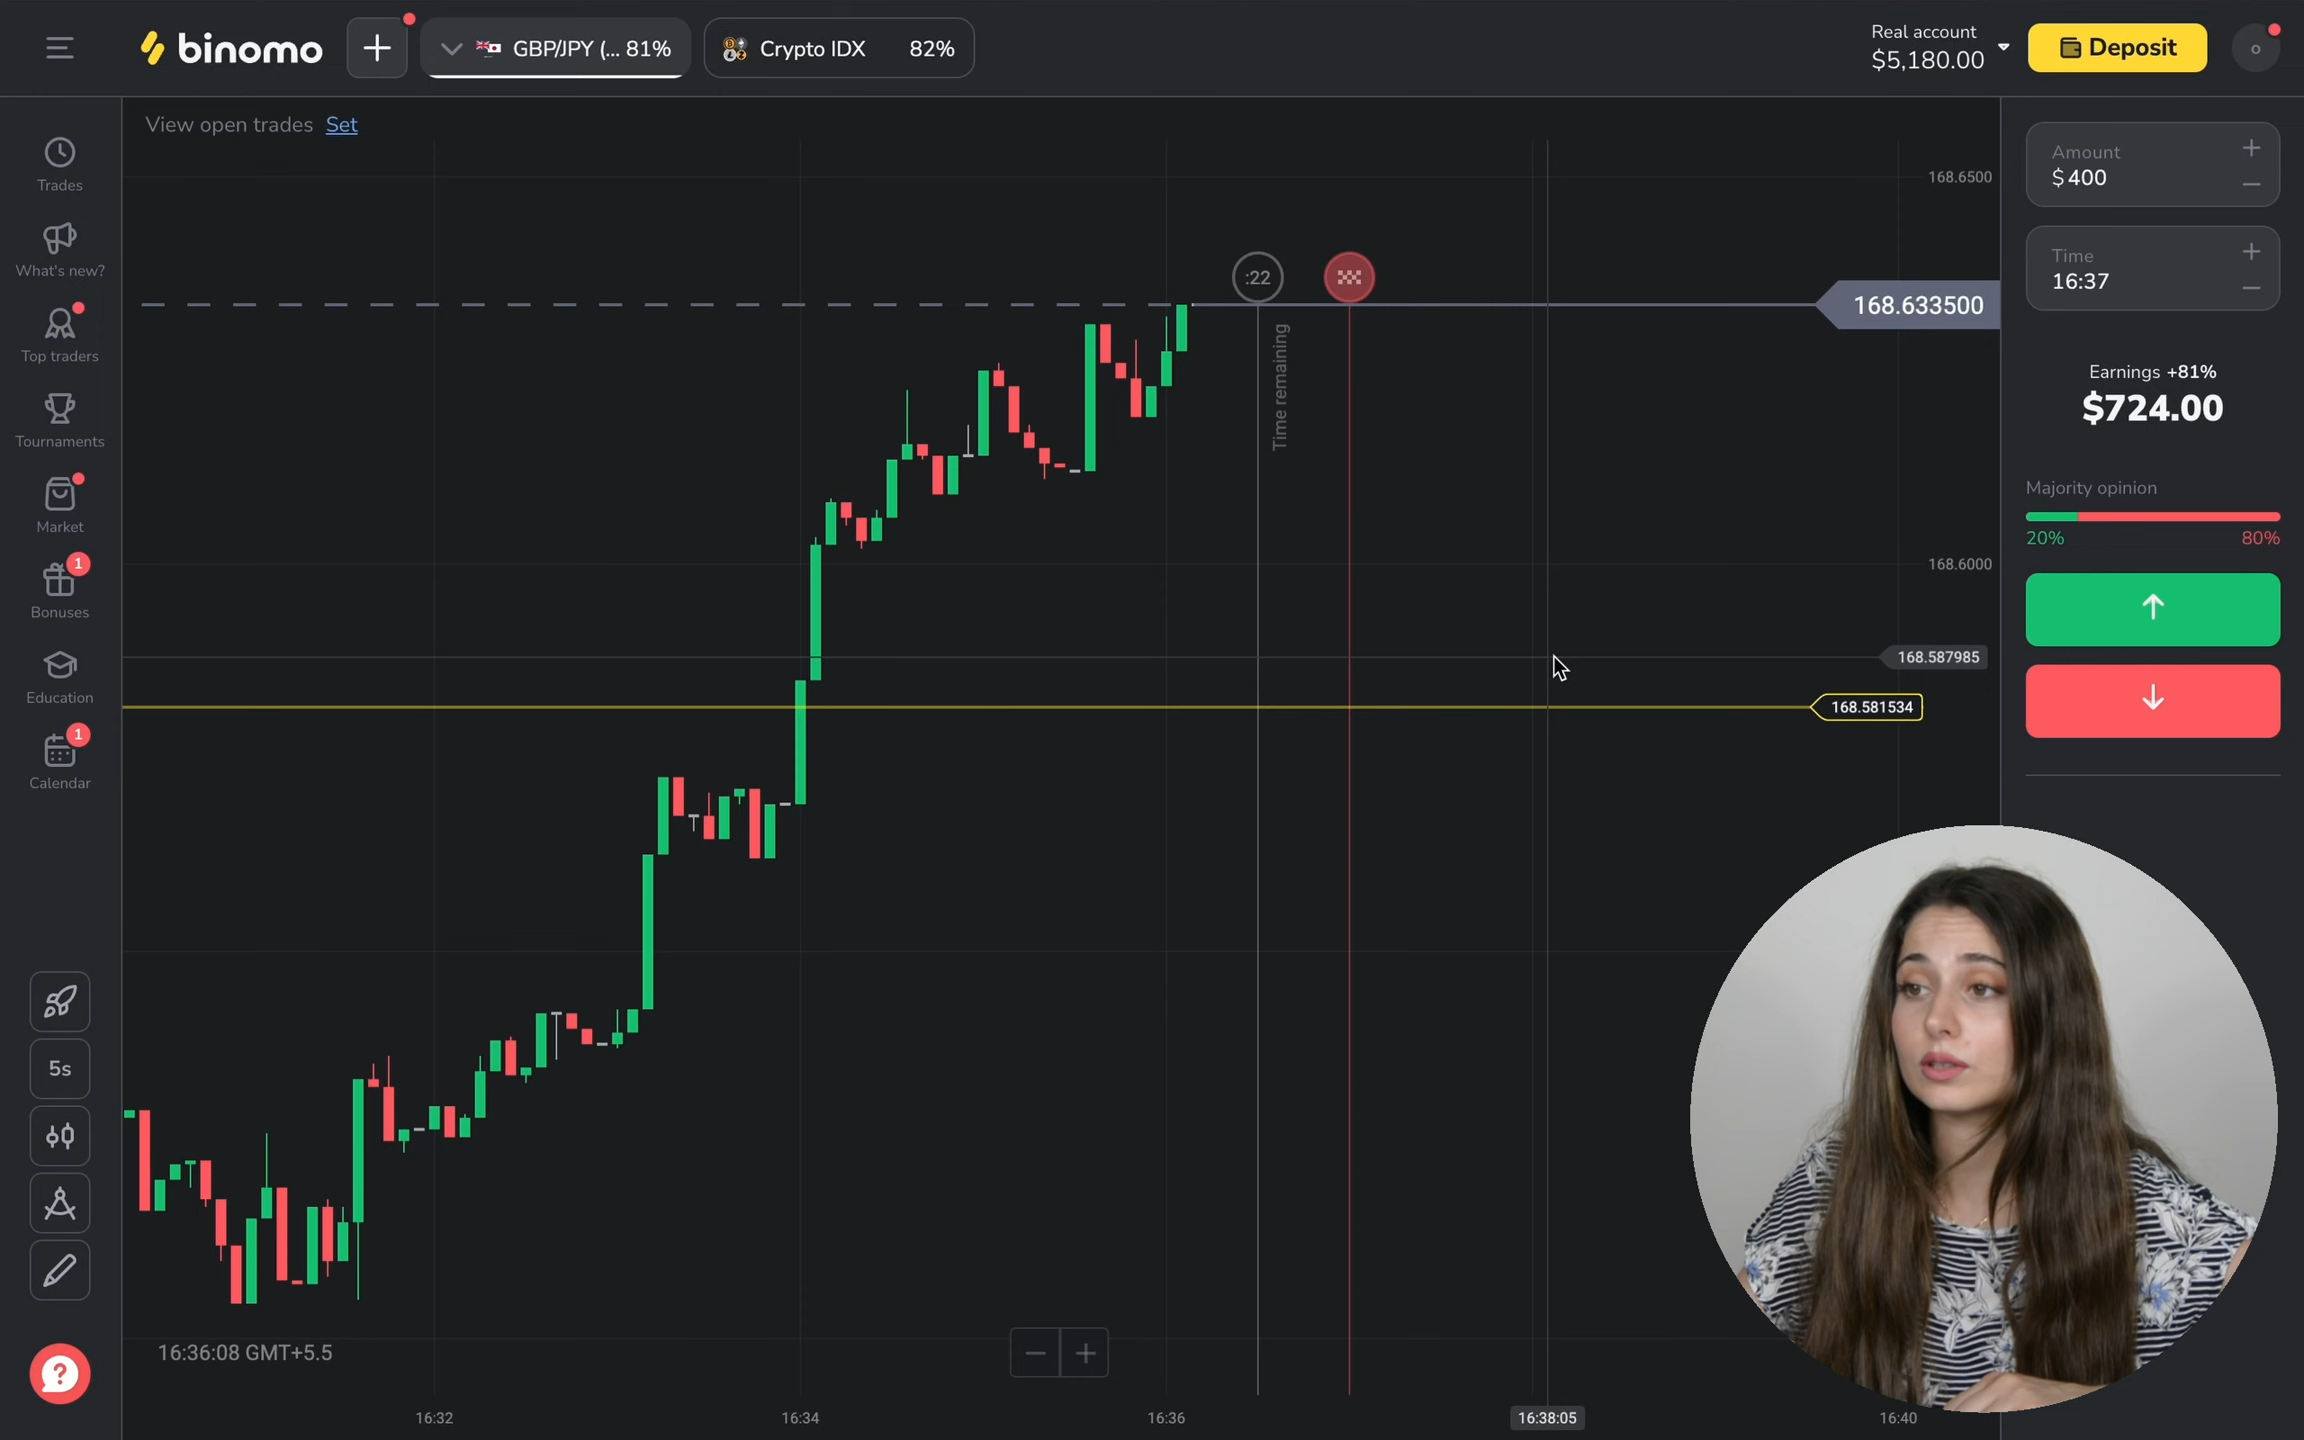 binomo
GBP/JPY (... 81%
Crypto IDX 82%
Real account
$5,180.00
Deposit
View open trades Set
Trades
What's new?
Top traders
Tournaments
Market
1
Bonuses
Education
1
Calendar
5s
:22
Time remaining
168.6500
168.633500
168.6000
168.587985
168.581534
Amount
$400
Time
16:37
Earnings +81%
$724.00
Majority opinion
20% 80%
16:36:08 GMT+5.5
16:32 16:34 16:36 16:38:05 16:40